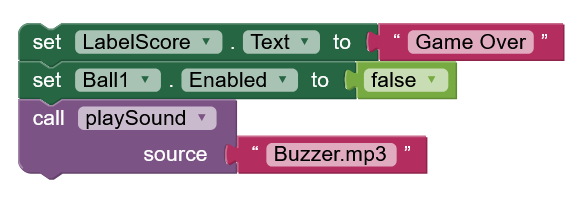 set LabelScore . Text to “ Game Over ”
set Ball1 . Enabled to false
call playSound
source “ Buzzer.mp3 ”